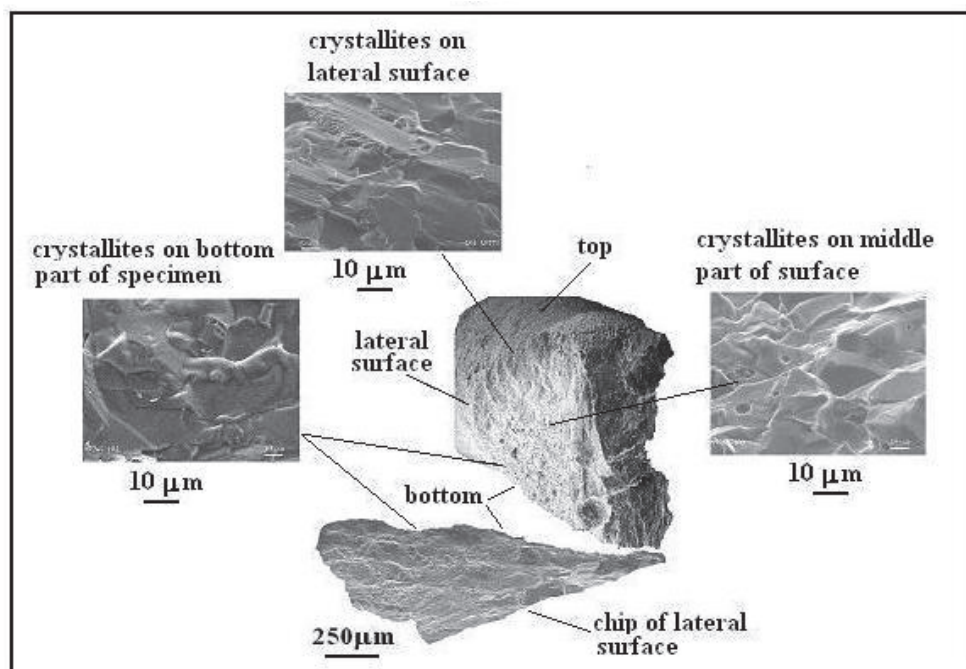 crystallites on
lateral surface
10 µm
crystallites on bottom
part of specimen
10 µm
top
crystallites on middle
part of surface
10 µm
lateral
surface
bottom
250µm
chip of lateral
surface